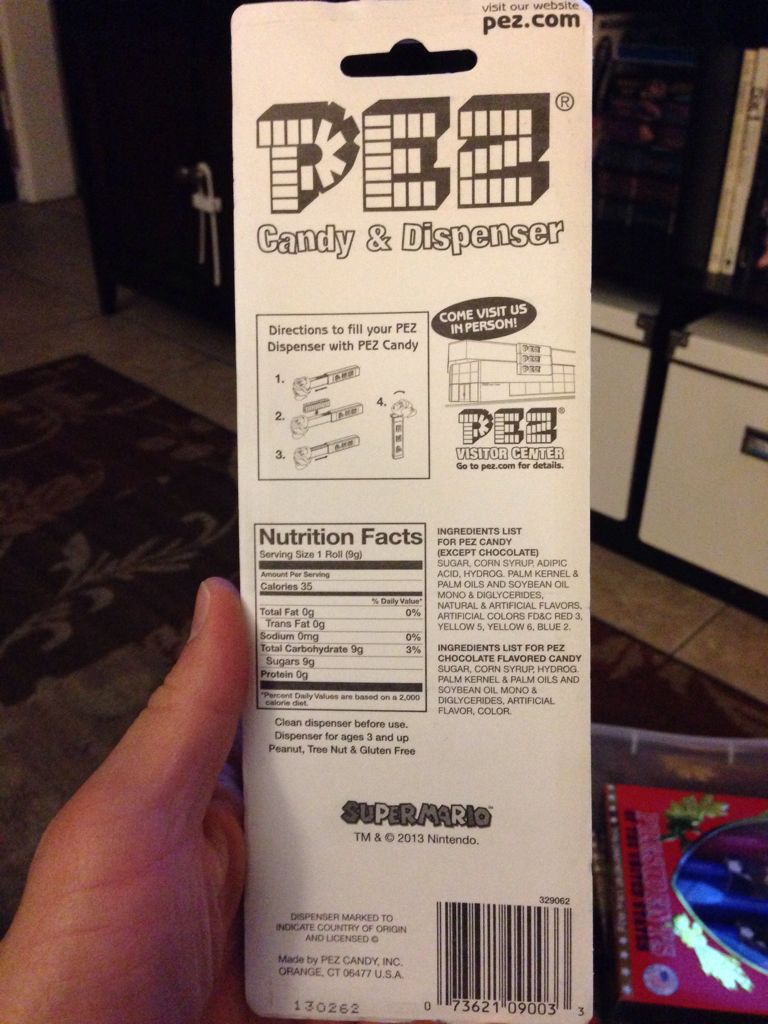 visit our website
pez.com
PEZ®
Candy & Dispenser
Directions to fill your PEZ
Dispenser with PEZ Candy
1.
2.
3.
4.
COME VISIT US
IN PERSON!
PEZ
PEZ
PEZ
PEZ®
VISITOR CENTER
Go to pez.com for details.
Nutrition Facts
Serving Size 1 Roll (9g)
Amount Per Serving
Calories 35
% Daily Value*
Total Fat 0g 0%
Trans Fat 0g
Sodium 0mg 0%
Total Carbohydrate 9g 3%
Sugars 9g
Protein 0g
*Percent Daily Values are based on a 2,000
calorie diet.
INGREDIENTS LIST
FOR PEZ CANDY
(EXCEPT CHOCOLATE)
SUGAR, CORN SYRUP, ADIPIC
ACID, HYDROG. PALM KERNEL &
PALM OILS AND SOYBEAN OIL
MONO & DIGLYCERIDES,
NATURAL & ARTIFICIAL FLAVORS,
ARTIFICIAL COLORS FD&C RED 3,
YELLOW 5, YELLOW 6, BLUE 2.
INGREDIENTS LIST FOR PEZ
CHOCOLATE FLAVORED CANDY
SUGAR, CORN SYRUP, HYDROG.
PALM KERNEL & PALM OILS AND
SOYBEAN OIL MONO &
DIGLYCERIDES, ARTIFICIAL
FLAVOR, COLOR.
Clean dispenser before use.
Dispenser for ages 3 and up
Peanut, Tree Nut & Gluten Free
SUPER MARIO™
TM & © 2013 Nintendo.
DISPENSER MARKED TO
INDICATE COUNTRY OF ORIGIN
AND LICENSED ©
Made by PEZ CANDY, INC.
ORANGE, CT 06477 U.S.A.
130262
329062
0 73621 09003 3
PRESIDENTS
OF THE UNITED STATES